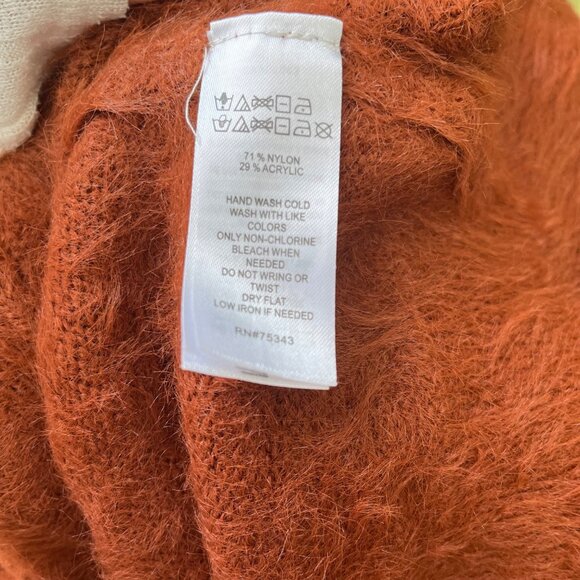 71 % NYLON
29 % ACRYLIC
HAND WASH COLD
WASH WITH LIKE
COLORS
ONLY NON-CHLORINE
BLEACH WHEN
NEEDED
DO NOT WRING OR
TWIST
DRY FLAT
LOW IRON IF NEEDED
RN#75343